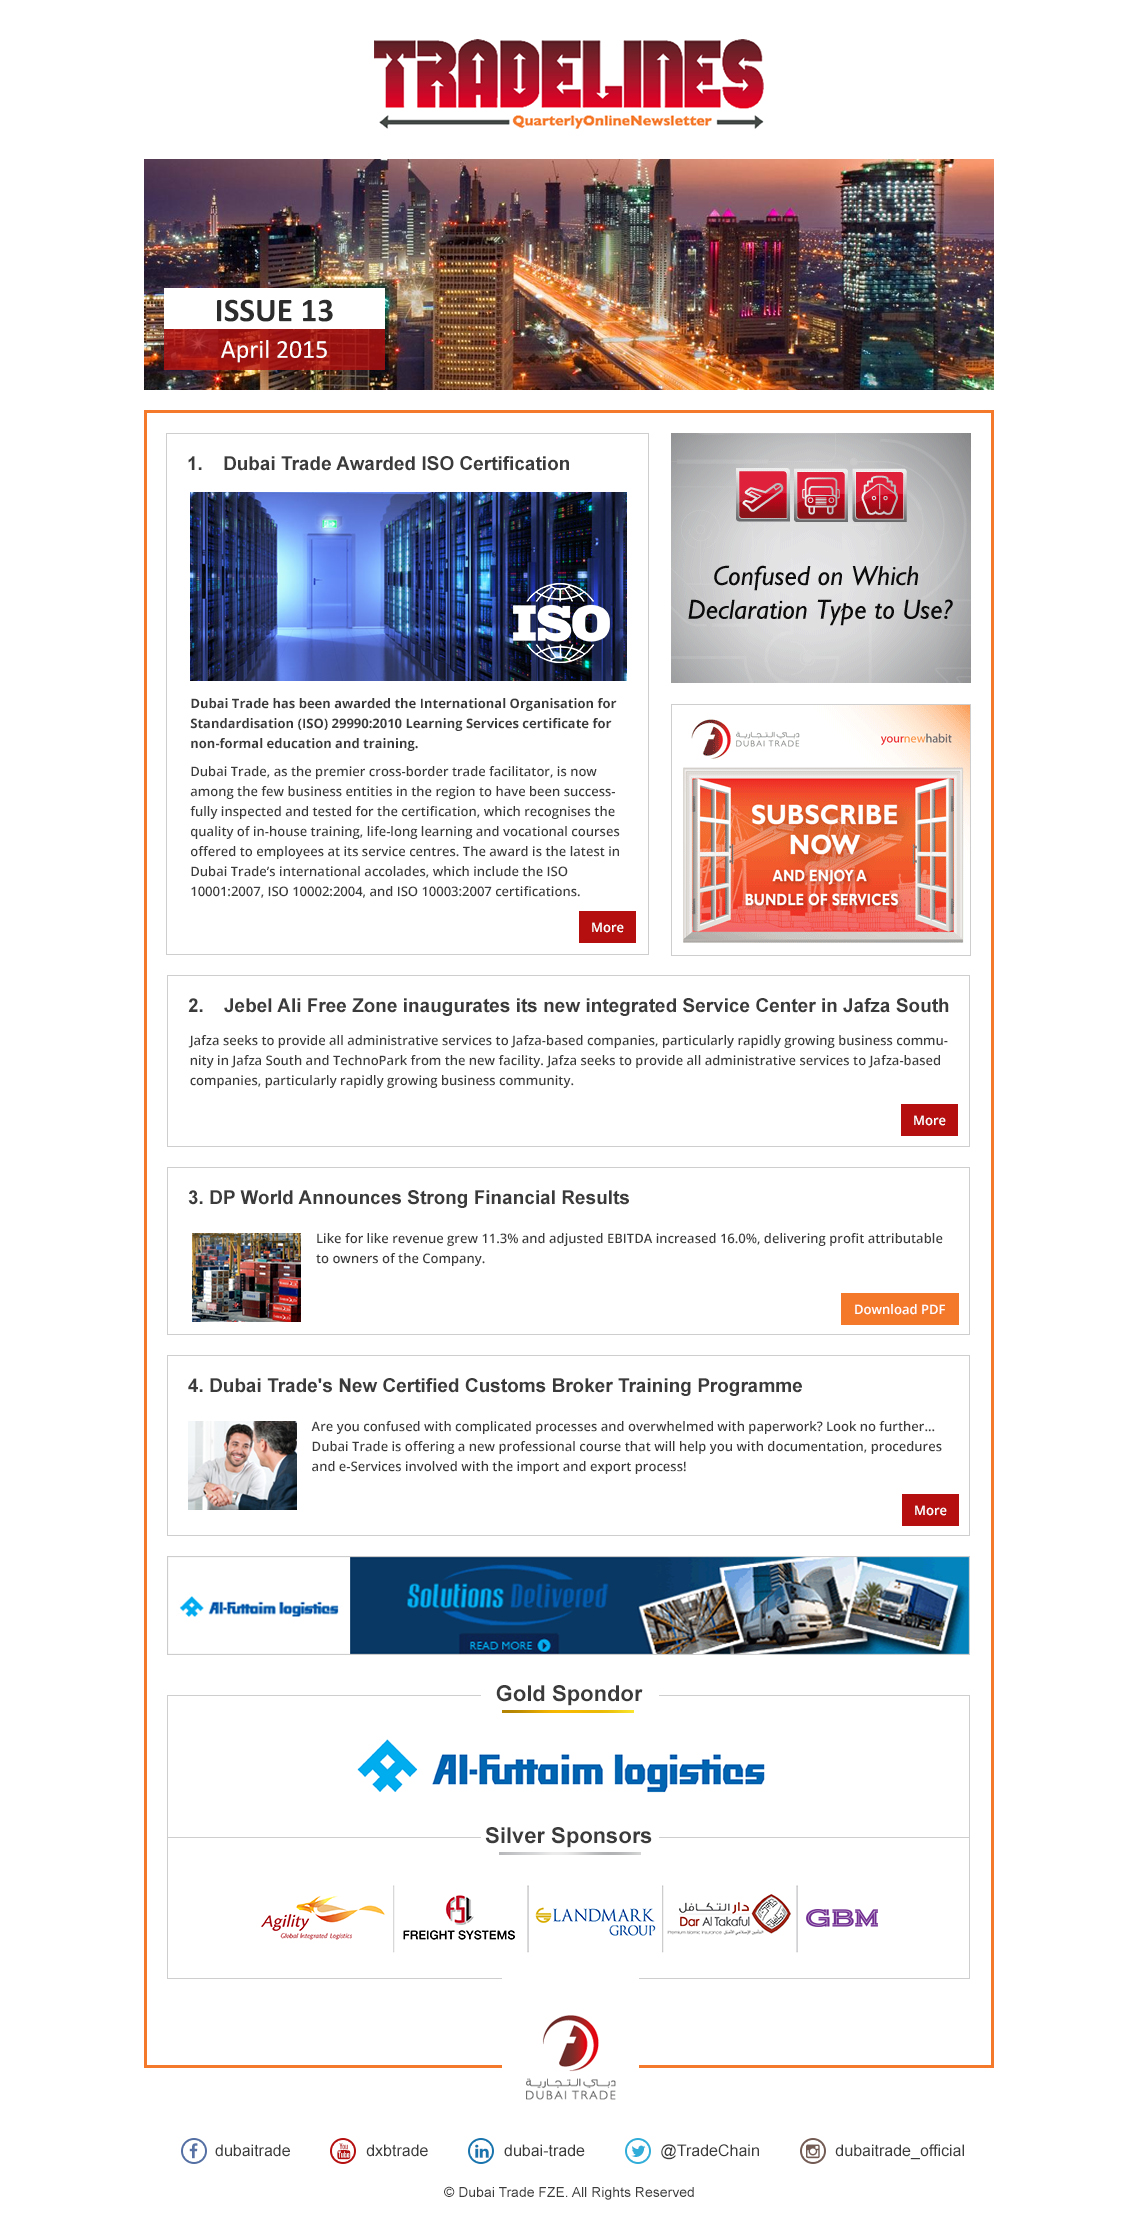 TRADELINES
QuarterlyOnlineNewsletter
ISSUE 13
April 2015
1. Dubai Trade Awarded ISO Certification
ISO
Dubai Trade has been awarded the International Organisation for
Standardisation (ISO) 29990:2010 Learning Services certificate for
non-formal education and training.
Dubai Trade, as the premier cross-border trade facilitator, is now
among the few business entities in the region to have been success-
fully inspected and tested for the certification, which recognises the
quality of in-house training, life-long learning and vocational courses
offered to employees at its service centres. The award is the latest in
Dubai Trade’s international accolades, which include the ISO
10001:2007, ISO 10002:2004, and ISO 10003:2007 certifications.
More
Confused on Which
Declaration Type to Use?
دبي التجارية
DUBAI TRADE
yournewhabit
SUBSCRIBE
NOW
AND ENJOY A
BUNDLE OF SERVICES
2. Jebel Ali Free Zone inaugurates its new integrated Service Center in Jafza South
Jafza seeks to provide all administrative services to Jafza-based companies, particularly rapidly growing business commu-
nity in Jafza South and TechnoPark from the new facility. Jafza seeks to provide all administrative services to Jafza-based
companies, particularly rapidly growing business community.
More
3. DP World Announces Strong Financial Results
Like for like revenue grew 11.3% and adjusted EBITDA increased 16.0%, delivering profit attributable
to owners of the Company.
Download PDF
4. Dubai Trade's New Certified Customs Broker Training Programme
Are you confused with complicated processes and overwhelmed with paperwork? Look no further...
Dubai Trade is offering a new professional course that will help you with documentation, procedures
and e-Services involved with the import and export process!
More
Al-Futtaim logistics
Solutions Delivered
READ MORE
Gold Spondor
Al-Futtaim logistics
Silver Sponsors
Agility
Global Integrated Logistics
FSL
FREIGHT SYSTEMS
LANDMARK
GROUP
دار التكافل
Dar Al Takaful
Premium Islamic Insurance
GBM
دبي التجارية
DUBAI TRADE
dubaitrade
You Tube
dxbtrade
in
dubai-trade
@TradeChain
dubaitrade_official
© Dubai Trade FZE. All Rights Reserved